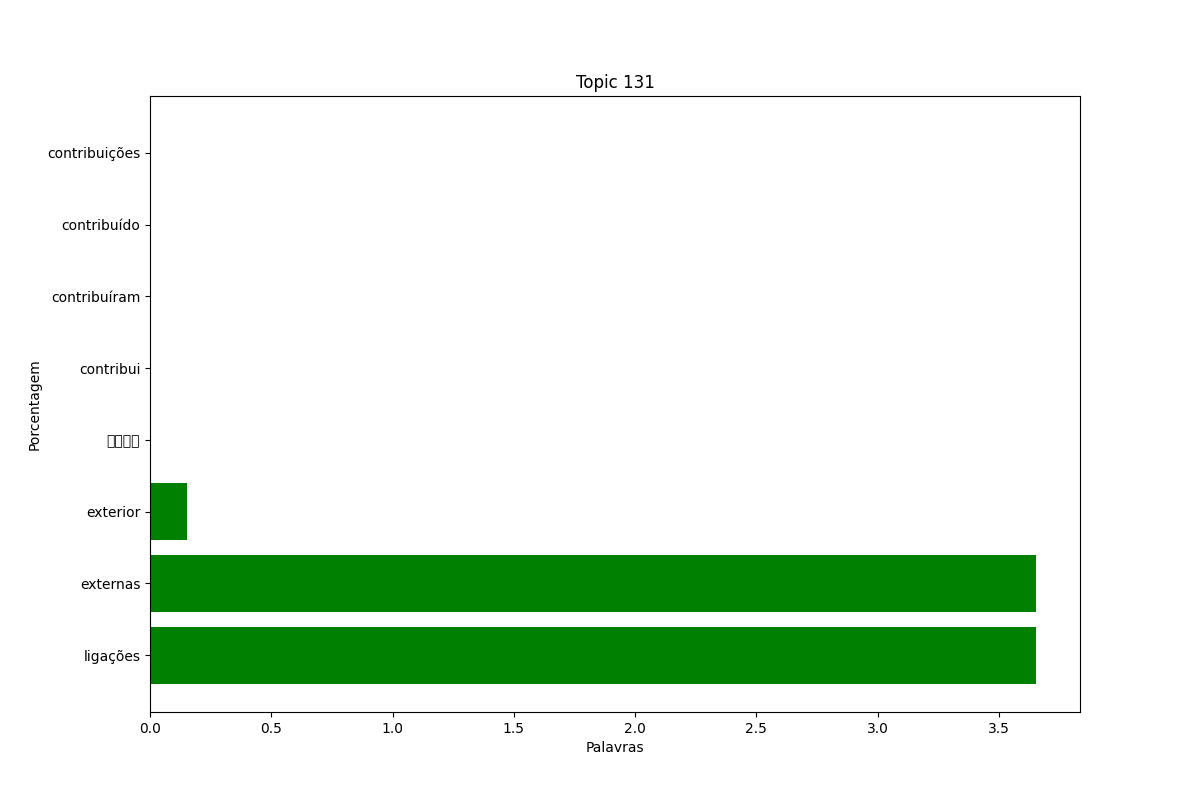 Topic 131
contribuições
contribuído
contribuíram
contribui
exterior
externas
ligações
Porcentagem
0.0 0.5 1.0 1.5 2.0 2.5 3.0 3.5
Palavras